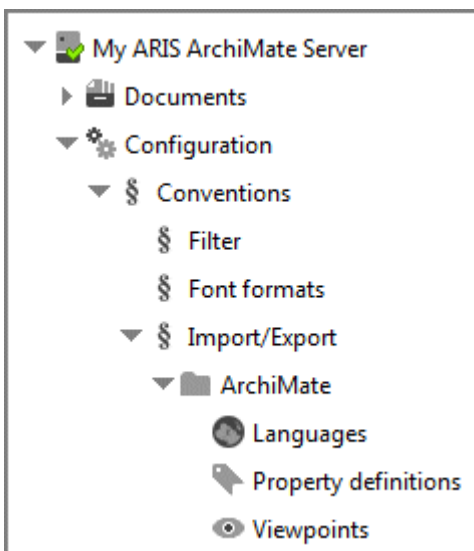 My ARIS ArchiMate Server
Documents
Configuration
§ Conventions
§ Filter
§ Font formats
§ Import/Export
ArchiMate
Languages
Property definitions
Viewpoints